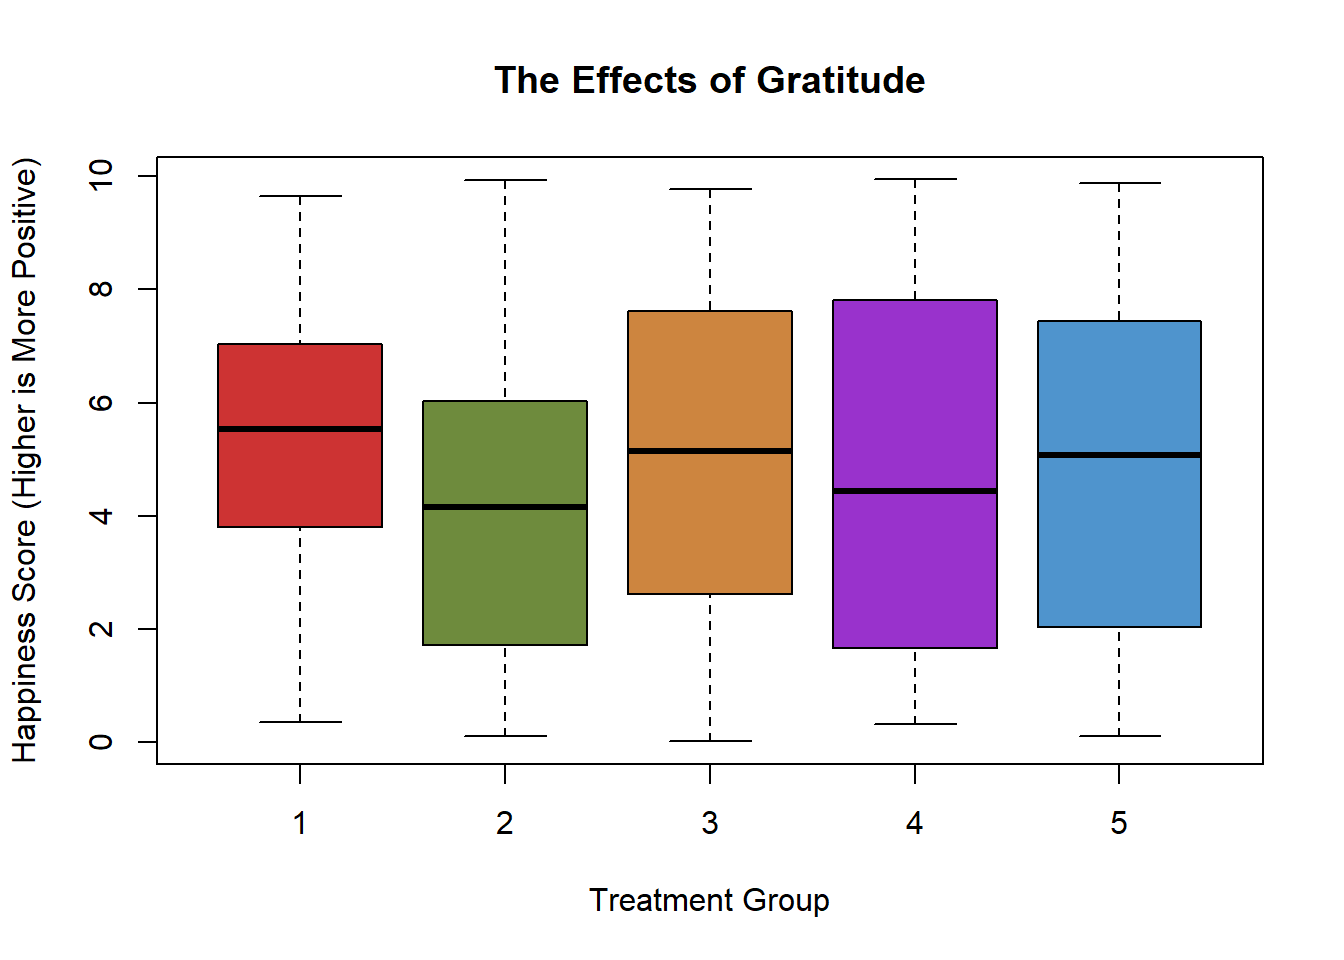 The Effects of Gratitude
Happiness Score (Higher is More Positive)
10
8
6
4
2
0
1 2 3 4 5
Treatment Group